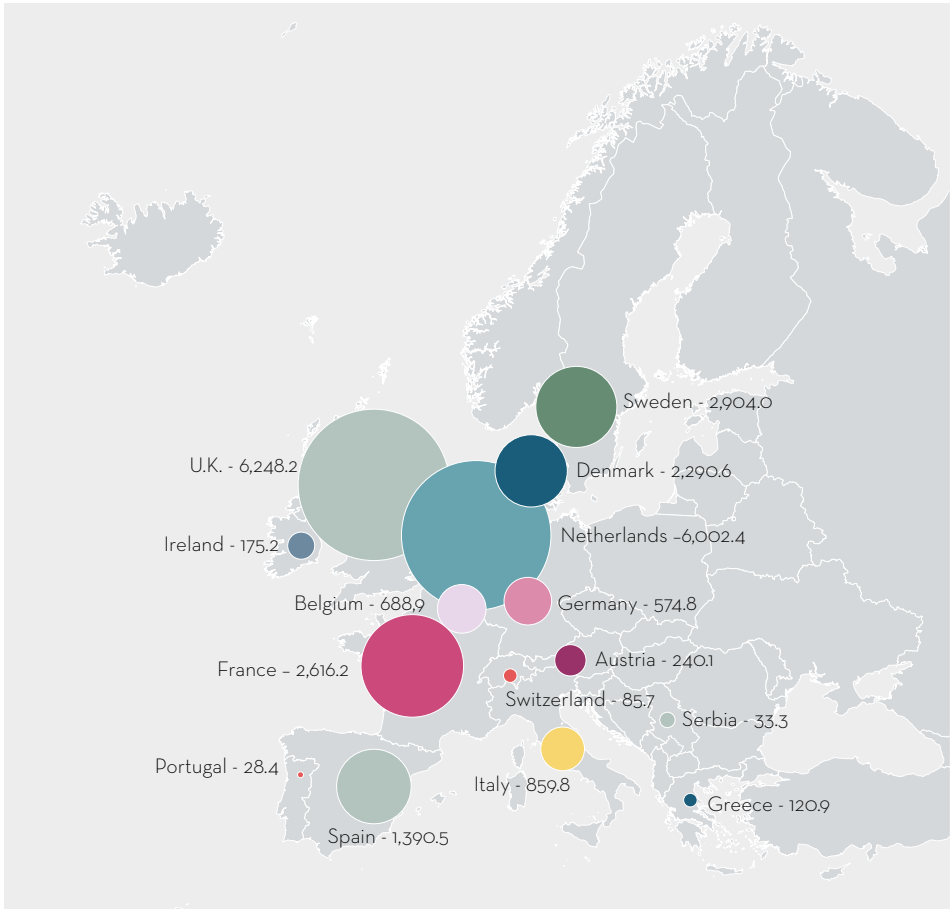 Sweden - 2,904.0
U.K. - 6,248.2
Denmark - 2,290.6
Netherlands –6,002.4
Ireland - 175.2
Belgium - 688,9
Germany - 574.8
France – 2,616.2
Austria - 240.1
Switzerland - 85.7
Serbia - 33.3
Portugal - 28.4
Italy - 859.8
Greece - 120.9
Spain - 1,390.5